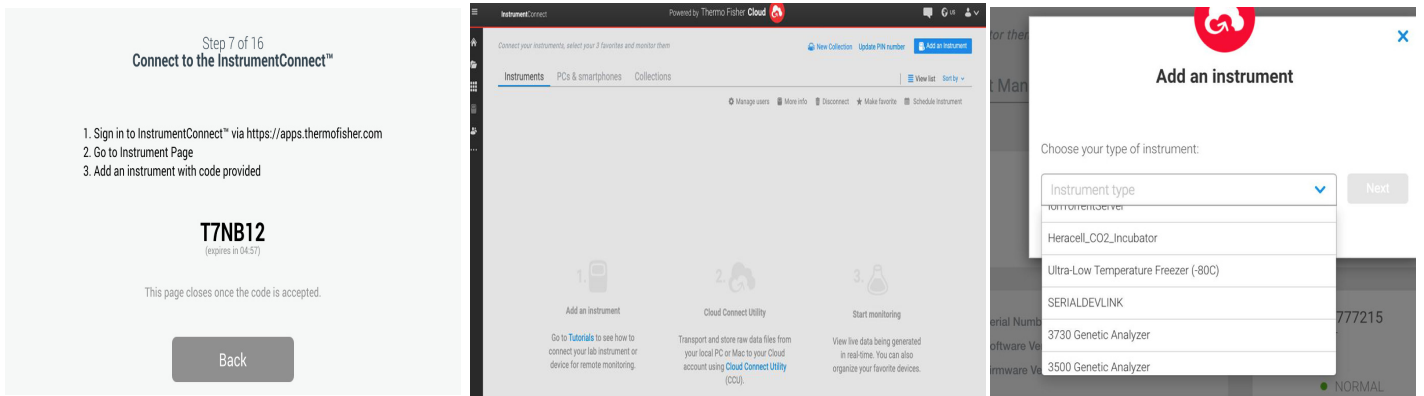 Step 7 of 16
Connect to the InstrumentConnect™
1. Sign in to InstrumentConnect™ via https://apps.thermofisher.com
2. Go to Instrument Page
3. Add an instrument with code provided
T7NB12
(expires in 04:57)
This page closes once the code is accepted.
Back
InstrumentConnect
Powered by Thermo Fisher Cloud
US
Connect your instruments, select your 3 favorites and monitor them
New Collection Update PIN number Add an Instrument
Instruments PCs & smartphones Collections
View list Sort by
Manage users More info Disconnect Make favorite Schedule Instrument
1. 2. 3.
Add an instrument
Go to Tutorials to see how to
connect your lab instrument or
device for remote monitoring.
Cloud Connect Utility
Transport and store raw data files from
your local PC or Mac to your Cloud
account using Cloud Connect Utility
(CCU).
Start monitoring
View live data being generated
in real-time. You can also
organize your favorite devices.
Add an instrument
Choose your type of instrument:
Instrument type
Next
IonTorrentServer
Heracell_CO2_Incubator
Ultra-Low Temperature Freezer (-80C)
SERIALDEVLINK
3730 Genetic Analyzer
3500 Genetic Analyzer
777215
NORMAL